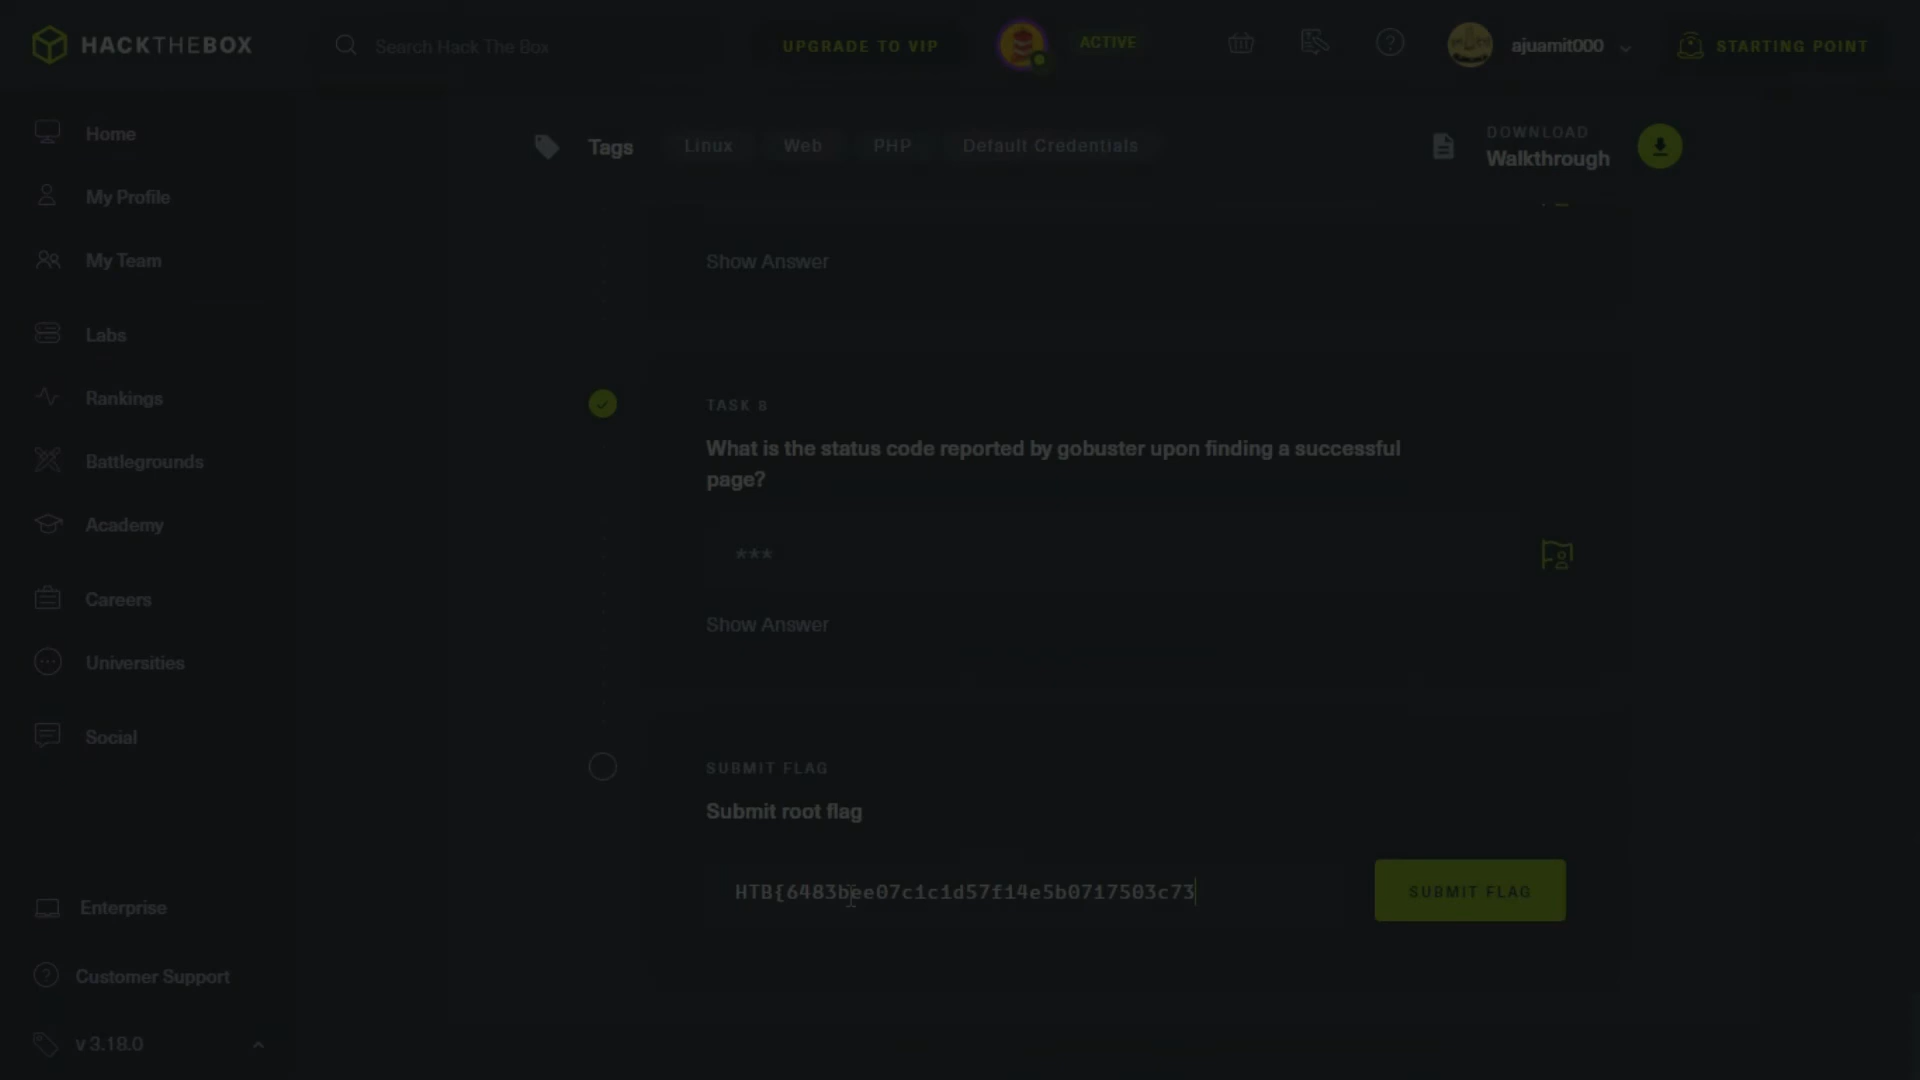 HACKTHEBOX
Search Hack The Box
UPGRADE TO VIP
ACTIVE
ajuamit000
STARTING POINT
Home
My Profile
My Team
Labs
Rankings
Battlegrounds
Academy
Careers
Universities
Social
Enterprise
Customer Support
v 3.18.0
Tags
Linux
Web
PHP
Default Credentials
DOWNLOAD
Walkthrough
Show Answer
TASK 8
What is the status code reported by gobuster upon finding a successful
page?
***
Show Answer
SUBMIT FLAG
Submit root flag
HTB{6483bee07c1c1d57f14e5b0717503c73
SUBMIT FLAG